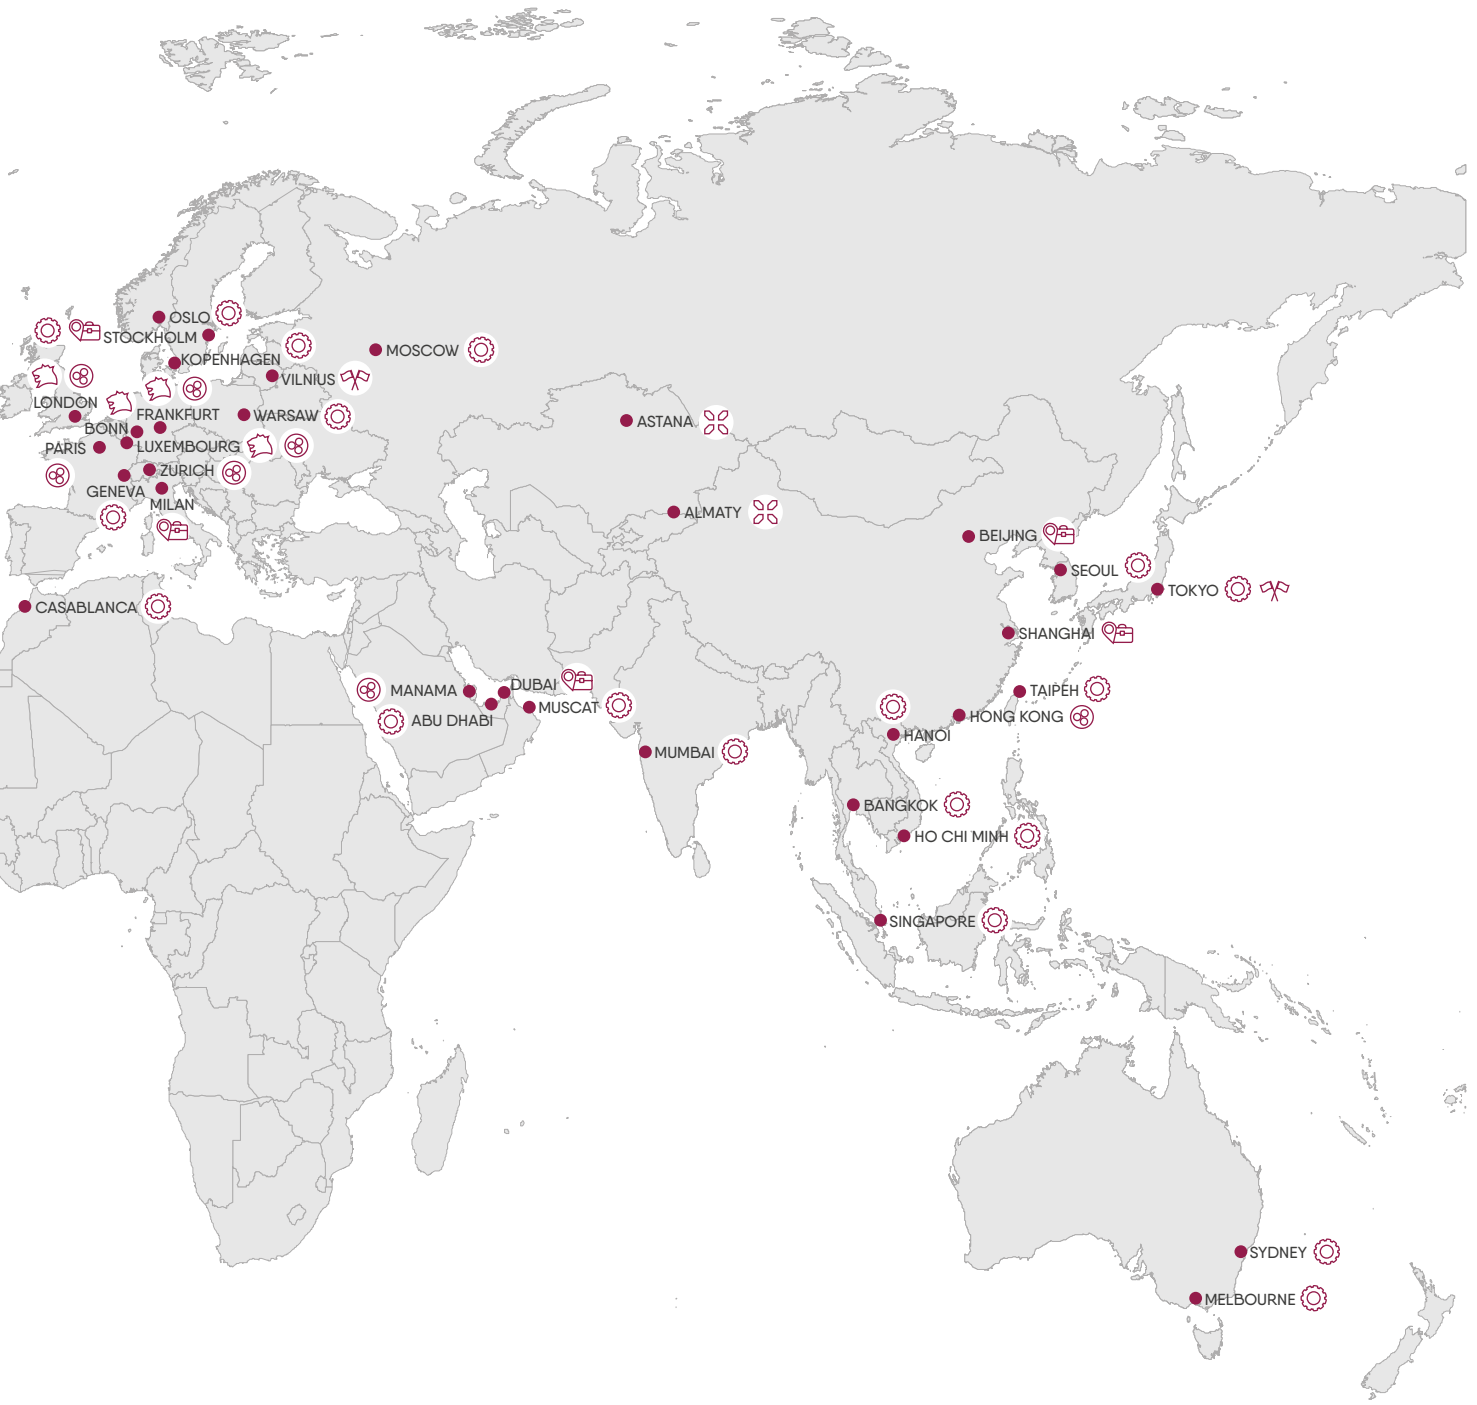 OSLO
STOCKHOLM
MOSCOW
KOPENHAGEN
VILNIUS
LONDON
FRANKFURT
WARSAW
ASTANA
BONN
PARIS
LUXEMBOURG
ZURICH
GENEVA
MILAN
ALMATY
BEIJING
SEOUL
TOKYO
CASABLANCA
SHANGHAI
DUBAI
MANAMA
TAIPEH
MUSCAT
HONG KONG
ABU DHABI
HANOI
MUMBAI
BANGKOK
HO CHI MINH
SINGAPORE
SYDNEY
MELBOURNE